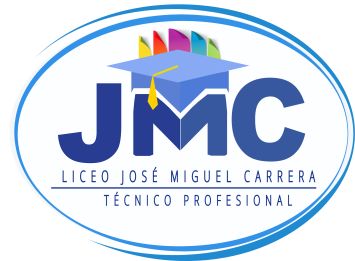 JMC
LICEO JOSÉ MIGUEL CARRERA
TÉCNICO PROFESIONAL